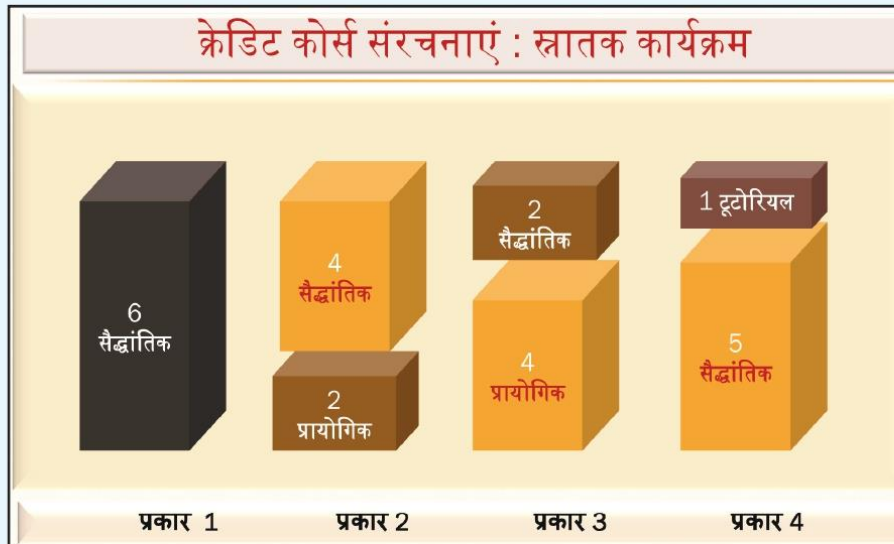 क्रेडिट कोर्स संरचनाएं : स्नातक कार्यक्रम
6
सैद्धांतिक
4
सैद्धांतिक
2
प्रायोगिक
2
सैद्धांतिक
4
प्रायोगिक
1 टूटोरियल
5
सैद्धांतिक
प्रकार 1
प्रकार 2
प्रकार 3
प्रकार 4